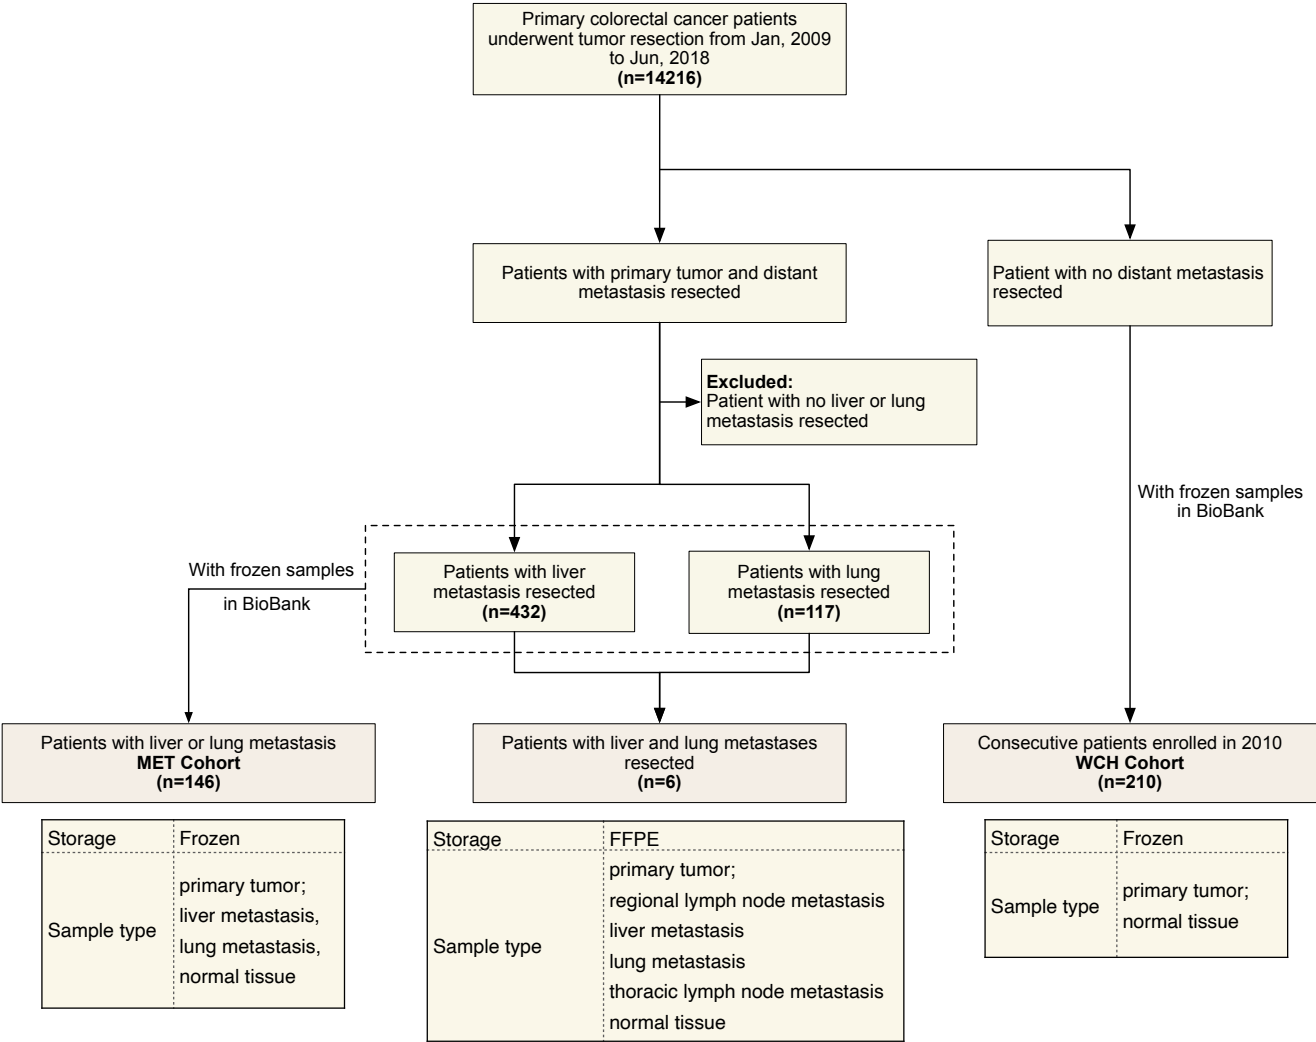 Primary colorectal cancer patients
underwent tumor resection from Jan, 2009
to Jun, 2018
(n=14216)
Patients with primary tumor and distant
metastasis resected
Patient with no distant metastasis
resected
Excluded:
Patient with no liver or lung
metastasis resected
With frozen samples
in BioBank
With frozen samples
in BioBank
Patients with liver
metastasis resected
(n=432)
Patients with lung
metastasis resected
(n=117)
Patients with liver or lung metastasis
MET Cohort
(n=146)
Patients with liver and lung metastases
resected
(n=6)
Consecutive patients enrolled in 2010
WCH Cohort
(n=210)
Storage Frozen
Sample type
primary tumor;
liver metastasis,
lung metastasis,
normal tissue
Storage FFPE
Sample type
primary tumor;
regional lymph node metastasis
liver metastasis
lung metastasis
thoracic lymph node metastasis
normal tissue
Storage Frozen
Sample type
primary tumor;
normal tissue